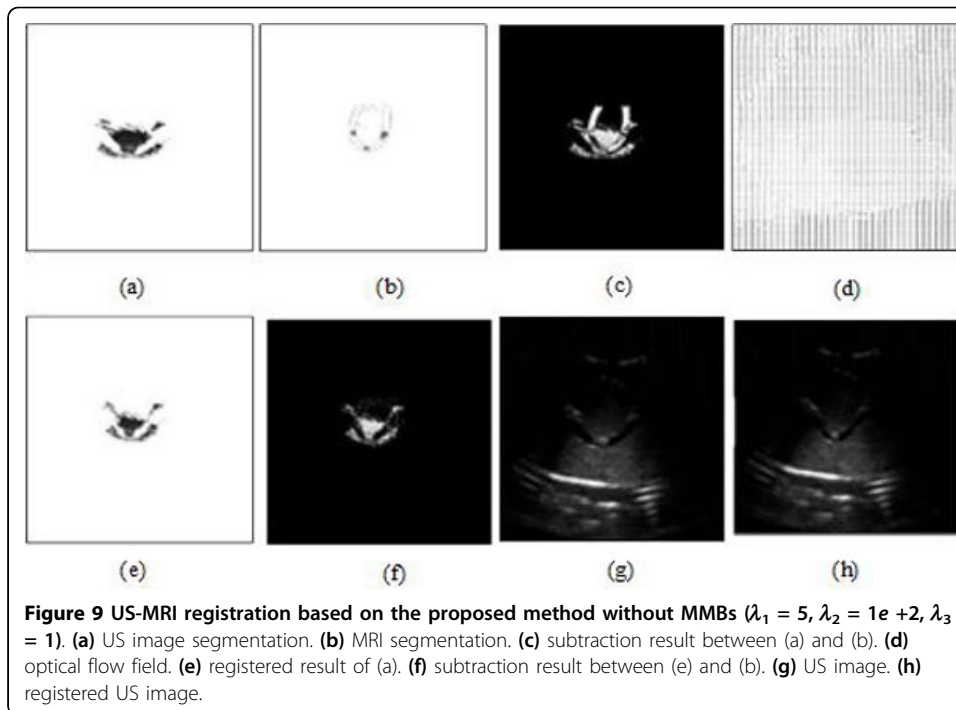 (a) (b) (c) (d)
(e) (f) (g) (h)
Figure 9 US-MRI registration based on the proposed method without MMBs (λ1 = 5, λ2 = 1e +2, λ3
= 1). (a) US image segmentation. (b) MRI segmentation. (c) subtraction result between (a) and (b). (d)
optical flow field. (e) registered result of (a). (f) subtraction result between (e) and (b). (g) US image. (h)
registered US image.